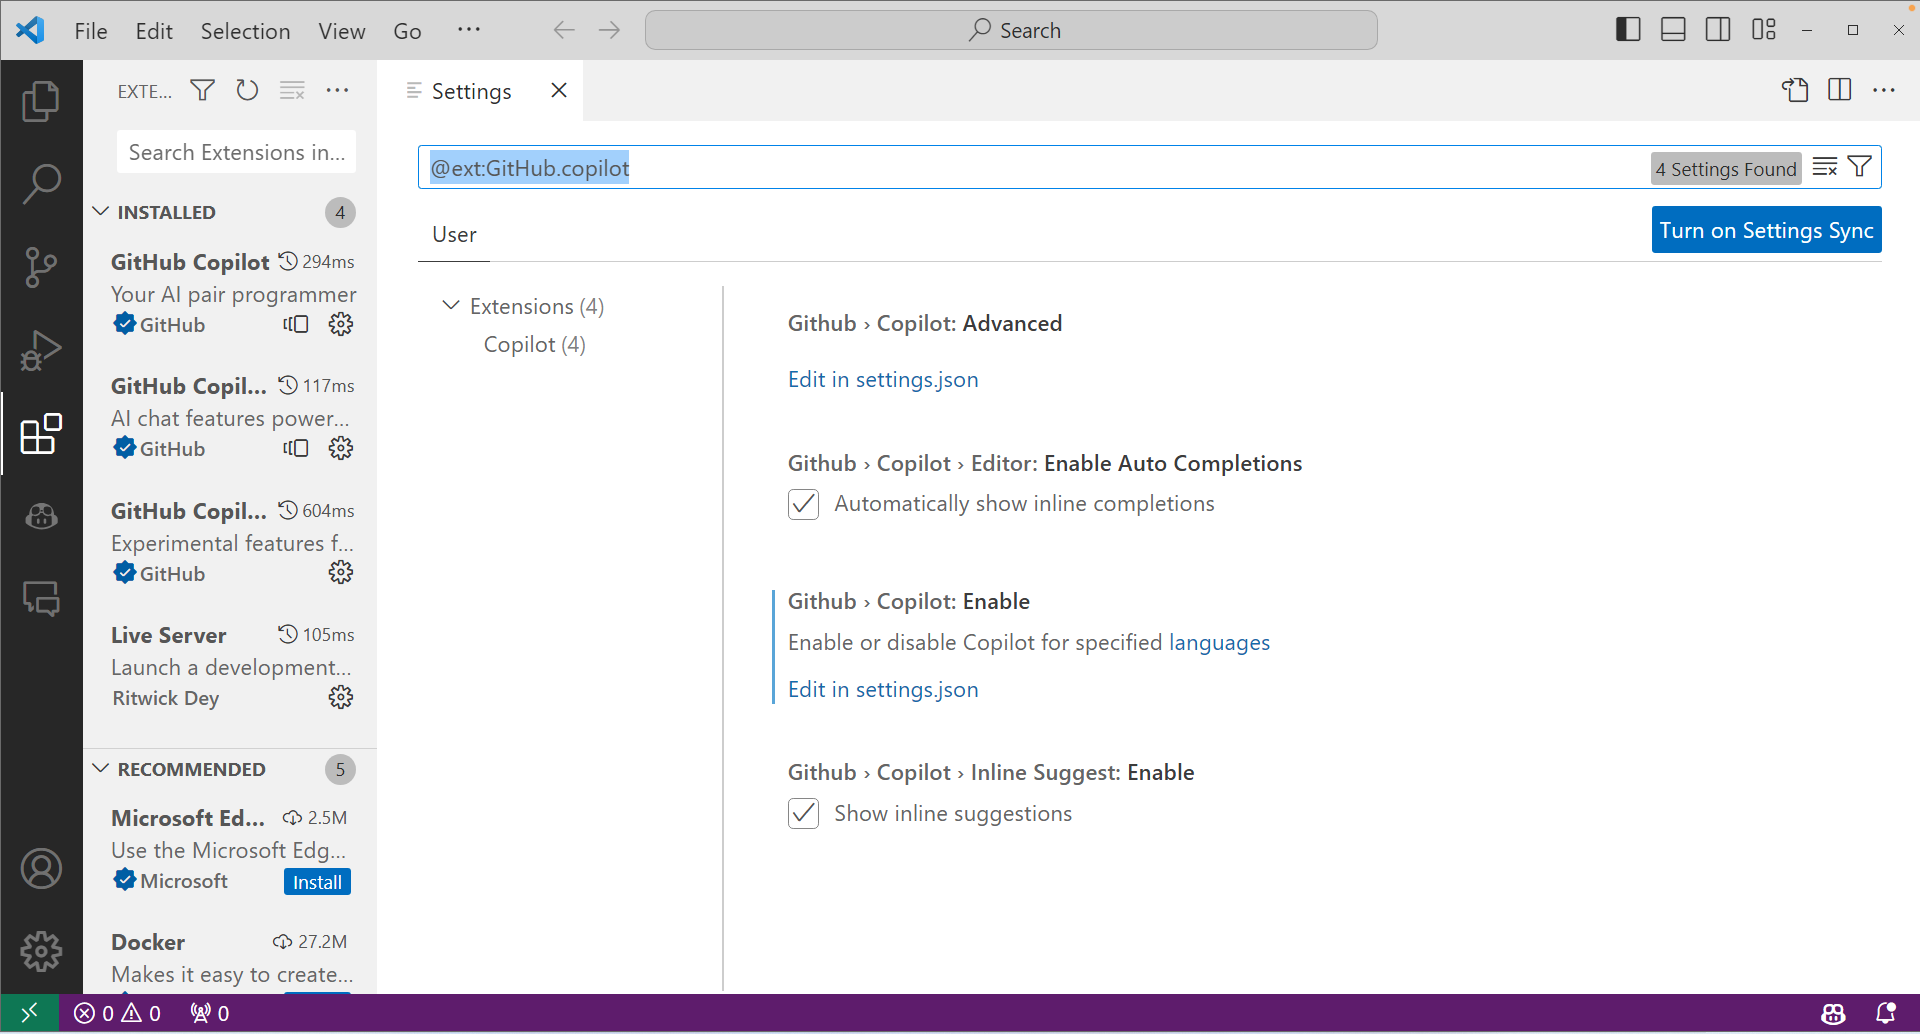 File Edit Selection View Go ···
Search
EXTE...
Search Extensions in...
INSTALLED 4
GitHub Copilot 294ms
Your AI pair programmer
GitHub
GitHub Copil... 117ms
AI chat features power...
GitHub
GitHub Copil... 604ms
Experimental features f...
GitHub
Live Server 105ms
Launch a development...
Ritwick Dey
RECOMMENDED 5
Microsoft Ed... 2.5M
Use the Microsoft Edg...
Microsoft Install
Docker 27.2M
Makes it easy to create...
Settings
@ext:GitHub.copilot 4 Settings Found
User
Turn on Settings Sync
Extensions (4)
Copilot (4)
Github › Copilot: Advanced
Edit in settings.json
Github › Copilot › Editor: Enable Auto Completions
Automatically show inline completions
Github › Copilot: Enable
Enable or disable Copilot for specified languages
Edit in settings.json
Github › Copilot › Inline Suggest: Enable
Show inline suggestions
0 0 0